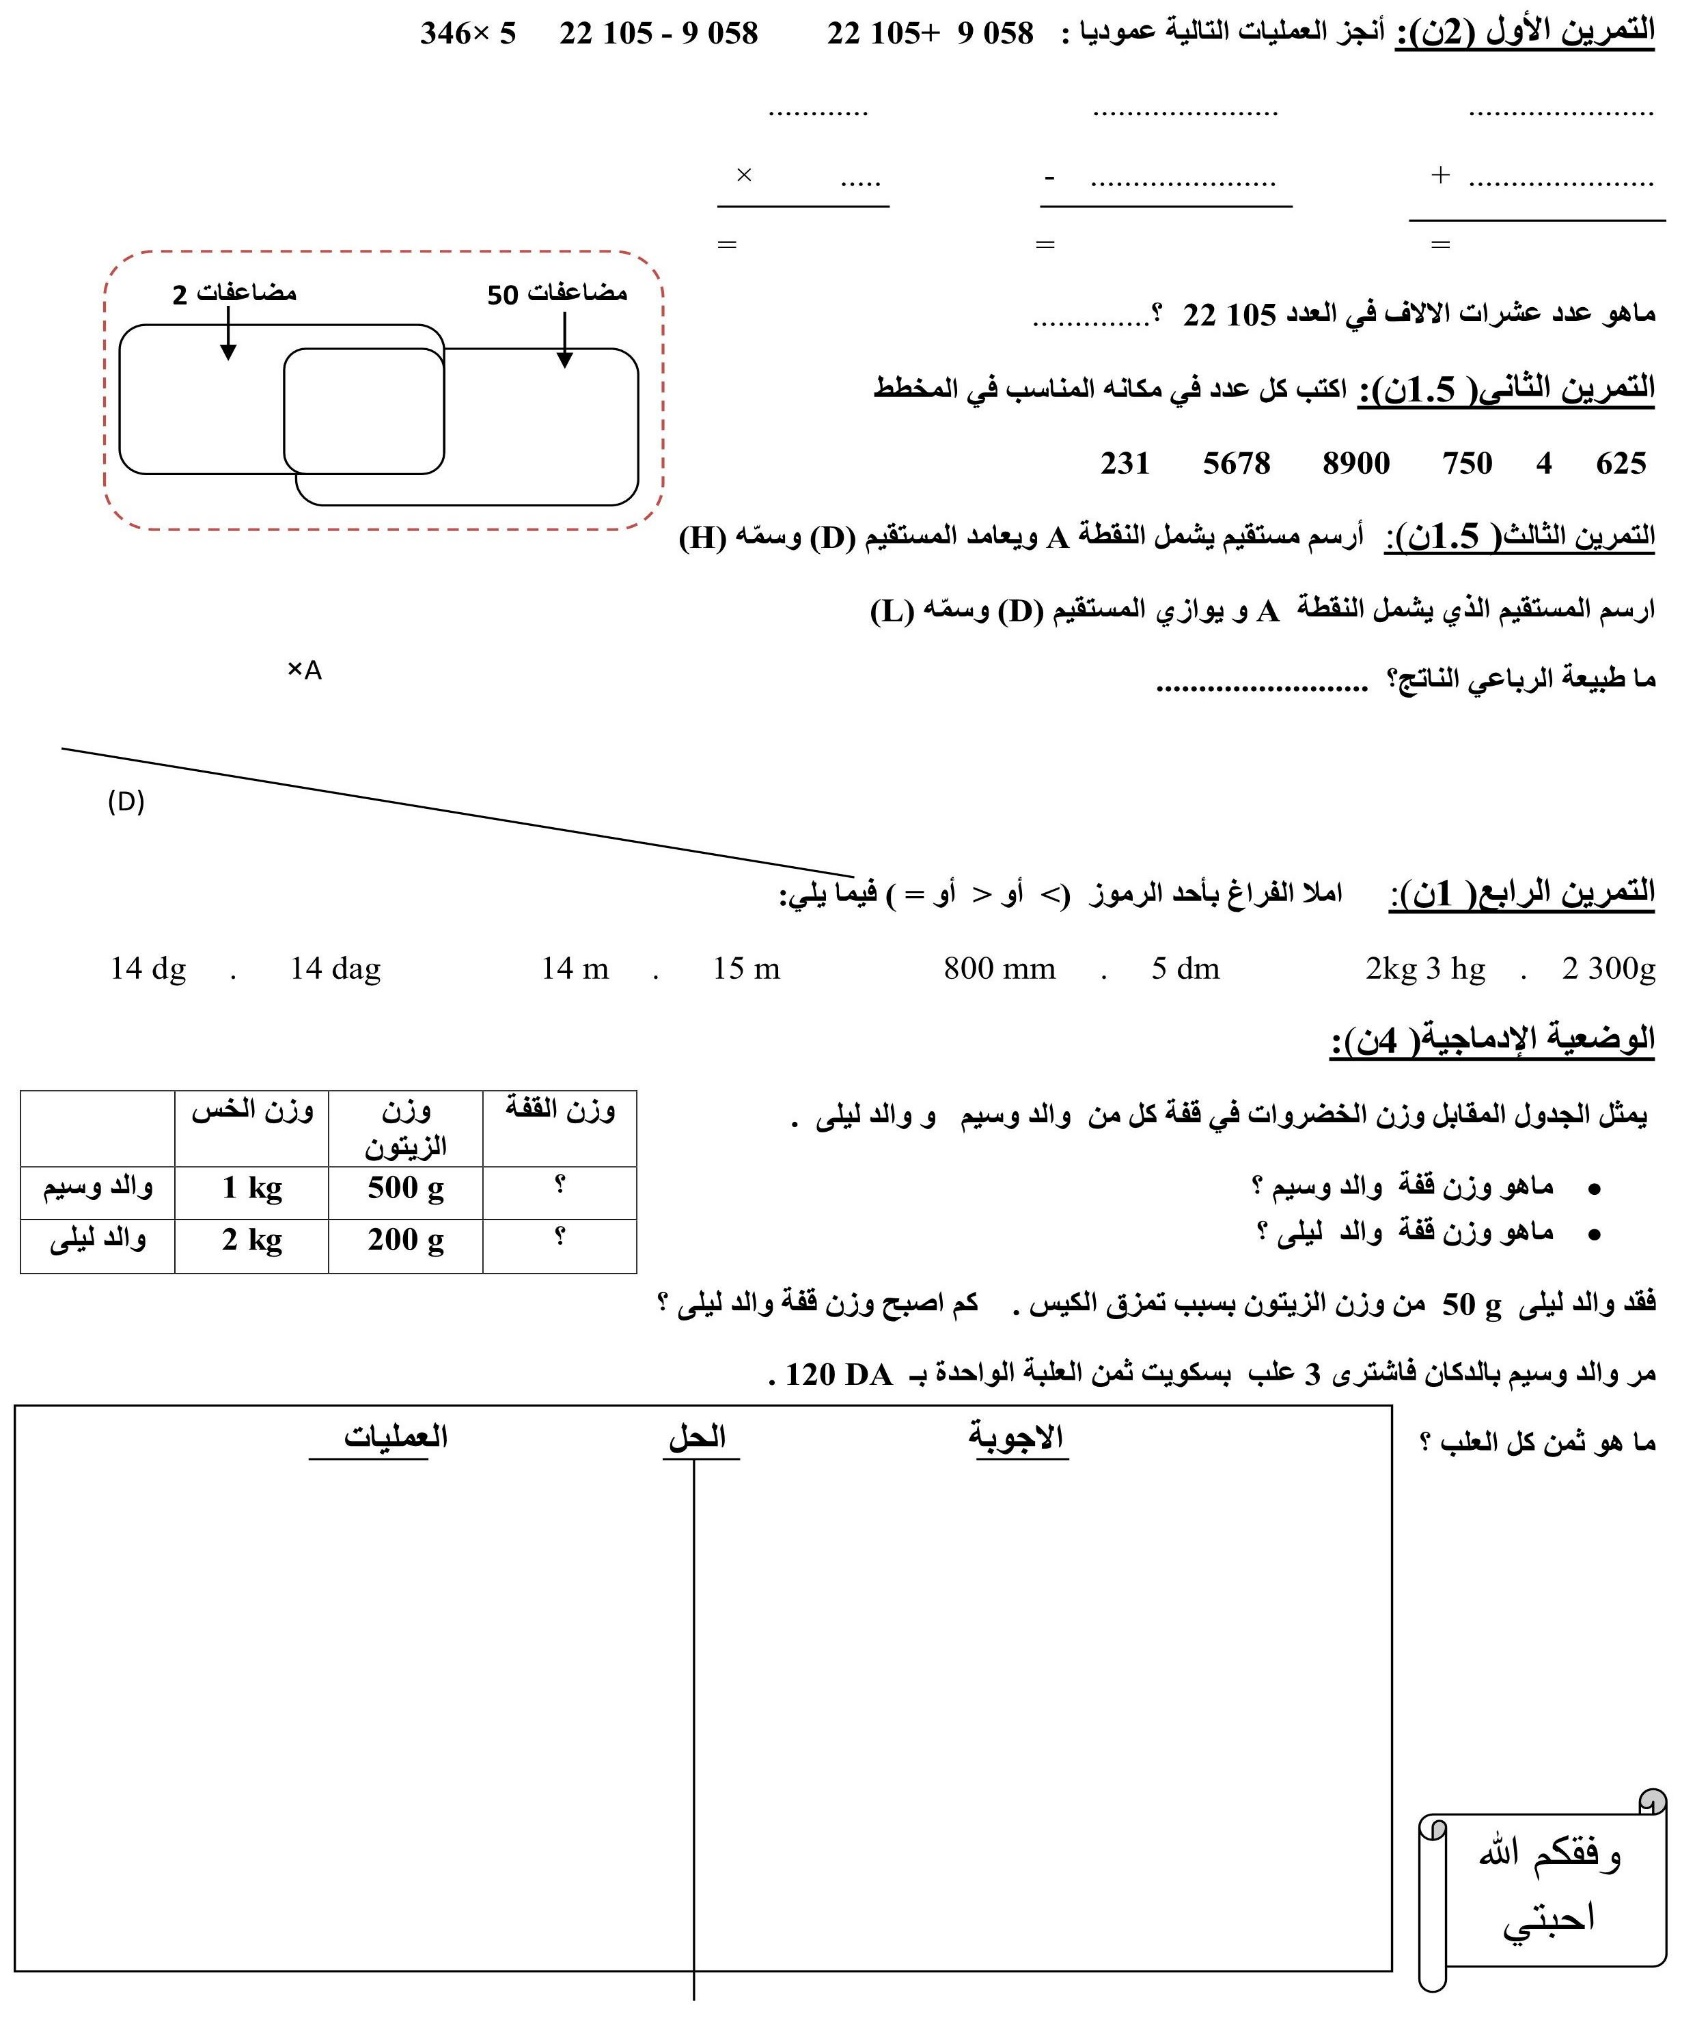 التمرين الأول (2ن): أنجز العمليات التالية عموديا : 22 105+ 9 058 22 105 - 9 058 346× 5
...................... ...................... ............
+ ...................... - ...................... × .....
= = =
مضاعفات 2 مضاعفات 50
ماهو عدد عشرات الالاف في العدد 105 22 ؟..............
التمرين الثاني( 1.5ن): اكتب كل عدد في مكانه المناسب في المخطط
625 4 750 8900 5678 231
التمرين الثالث( 1.5ن): أرسم مستقيم يشمل النقطة A ويعامد المستقيم (D) وسمّه (H)
ارسم المستقيم الذي يشمل النقطة A و يوازي المستقيم (D) وسمّه (L)
ما طبيعة الرباعي الناتج؟ .........................
×A
(D)
التمرين الرابع( 1ن): املا الفراغ بأحد الرموز (> أو < أو = ) فيما يلي:
14 dg . 14 dag 14 m . 15 m 800 mm . 5 dm 2kg 3 hg . 2 300g
الوضعية الإدماجية( 4ن):
يمثل الجدول المقابل وزن الخضروات في قفة كل من والد وسيم و والد ليلى .
• ماهو وزن قفة والد وسيم ؟
• ماهو وزن قفة والد ليلى ؟
وزن القفة وزن الزيتون وزن الخس
؟ 500 g 1 kg والد وسيم
؟ 200 g 2 kg والد ليلى
فقد والد ليلى 50 g من وزن الزيتون بسبب تمزق الكيس . كم اصبح وزن قفة والد ليلى ؟
مر والد وسيم بالدكان فاشترى 3 علب بسكويت ثمن العلبة الواحدة بـ 120 DA .
ما هو ثمن كل العلب ؟
الاجوبة الحل العمليات
وفقكم الله
احبتي